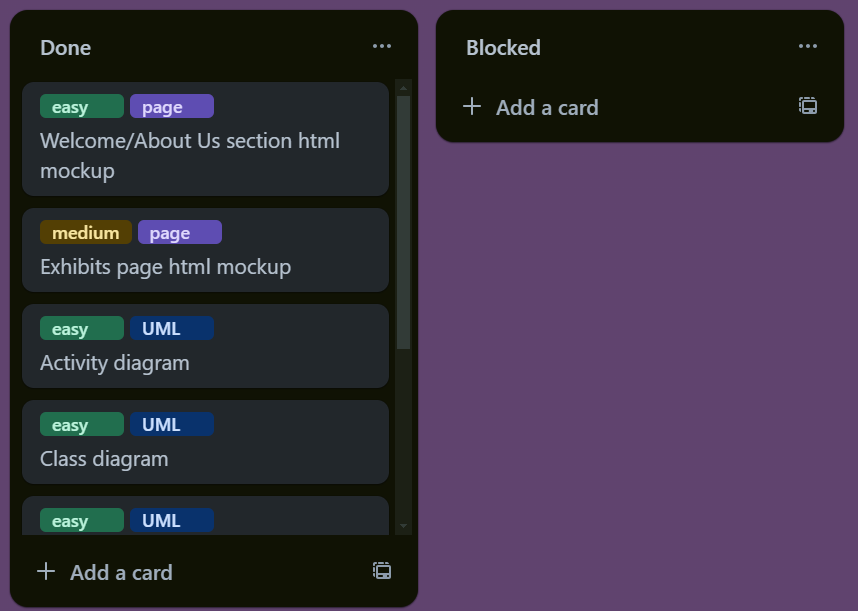 Done
easy page
Welcome/About Us section html
mockup
medium page
Exhibits page html mockup
easy UML
Activity diagram
easy UML
Class diagram
easy UML
+ Add a card
Blocked
+ Add a card